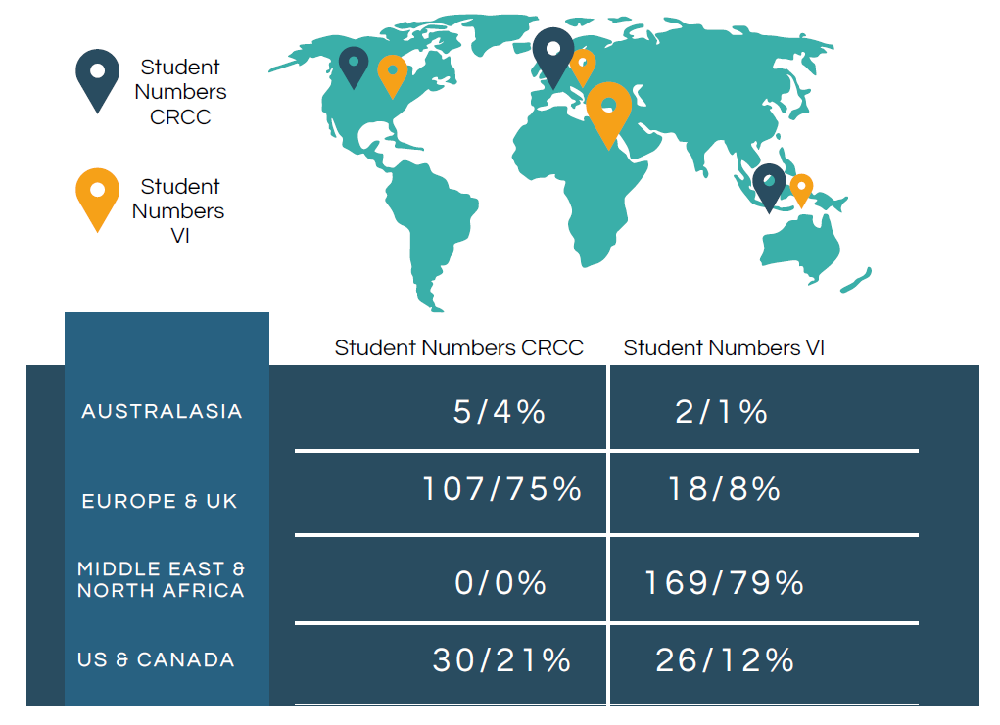 Student
Numbers
CRCC
Student
Numbers
VI
Student Numbers CRCC Student Numbers VI
AUSTRALASIA 5/4% 2/1%
EUROPE & UK 107/75% 18/8%
MIDDLE EAST &
NORTH AFRICA 0/0% 169/79%
US & CANADA 30/21% 26/12%